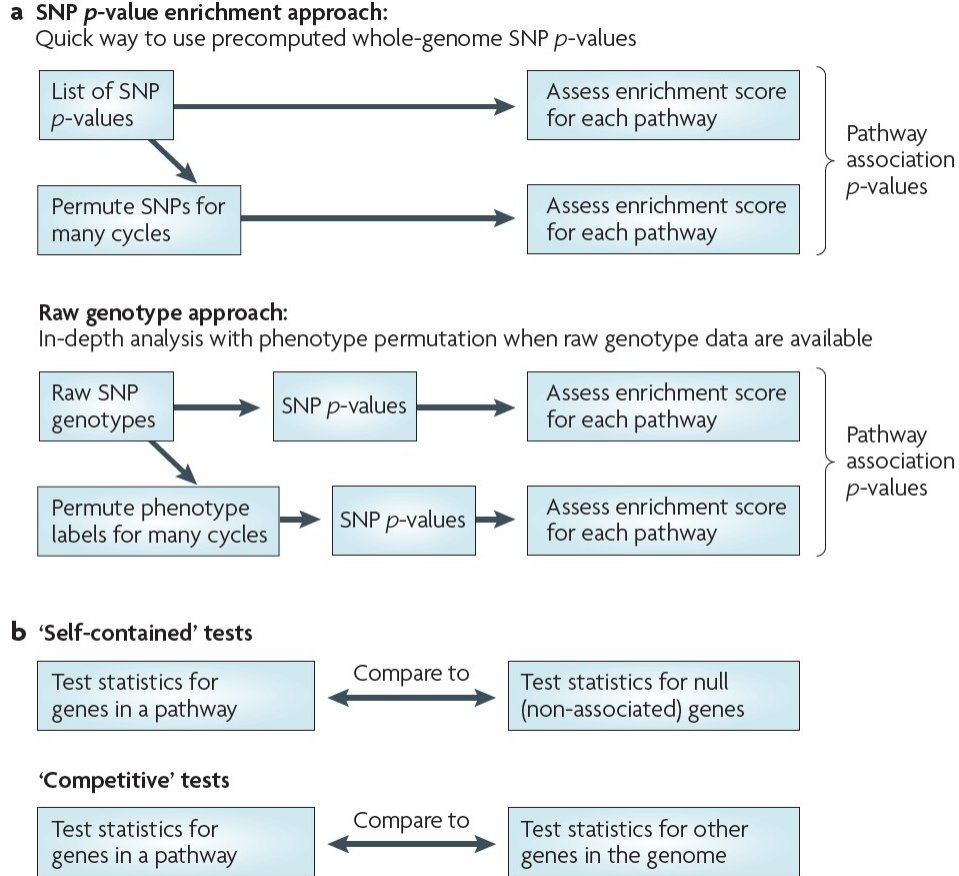 a SNP p-value enrichment approach:
Quick way to use precomputed whole-genome SNP p-values
List of SNP
p-values
Assess enrichment score
for each pathway
Permute SNPs for
many cycles
Assess enrichment score
for each pathway
Pathway
association
p-values
Raw genotype approach:
In-depth analysis with phenotype permutation when raw genotype data are available
Raw SNP
genotypes
SNP p-values
Assess enrichment score
for each pathway
Permute phenotype
labels for many cycles
SNP p-values
Assess enrichment score
for each pathway
Pathway
association
p-values
b ‘Self-contained’ tests
Test statistics for
genes in a pathway
Compare to
Test statistics for null
(non-associated) genes
‘Competitive’ tests
Test statistics for
genes in a pathway
Compare to
Test statistics for other
genes in the genome